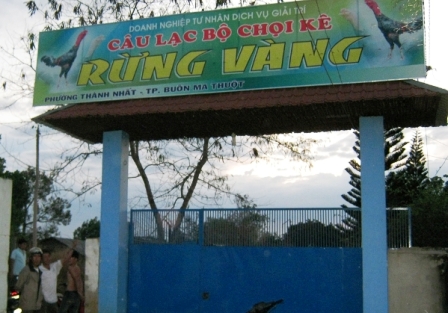 DOANH NGHIỆP TƯ NHÂN DỊCH VỤ GIẢI TRÍ
CÂU LẠC BỘ CHỌI KÊ
RỪNG VÀNG
PHƯỜNG THÀNH NHẤT - TP. BUÔN MA THUỘT